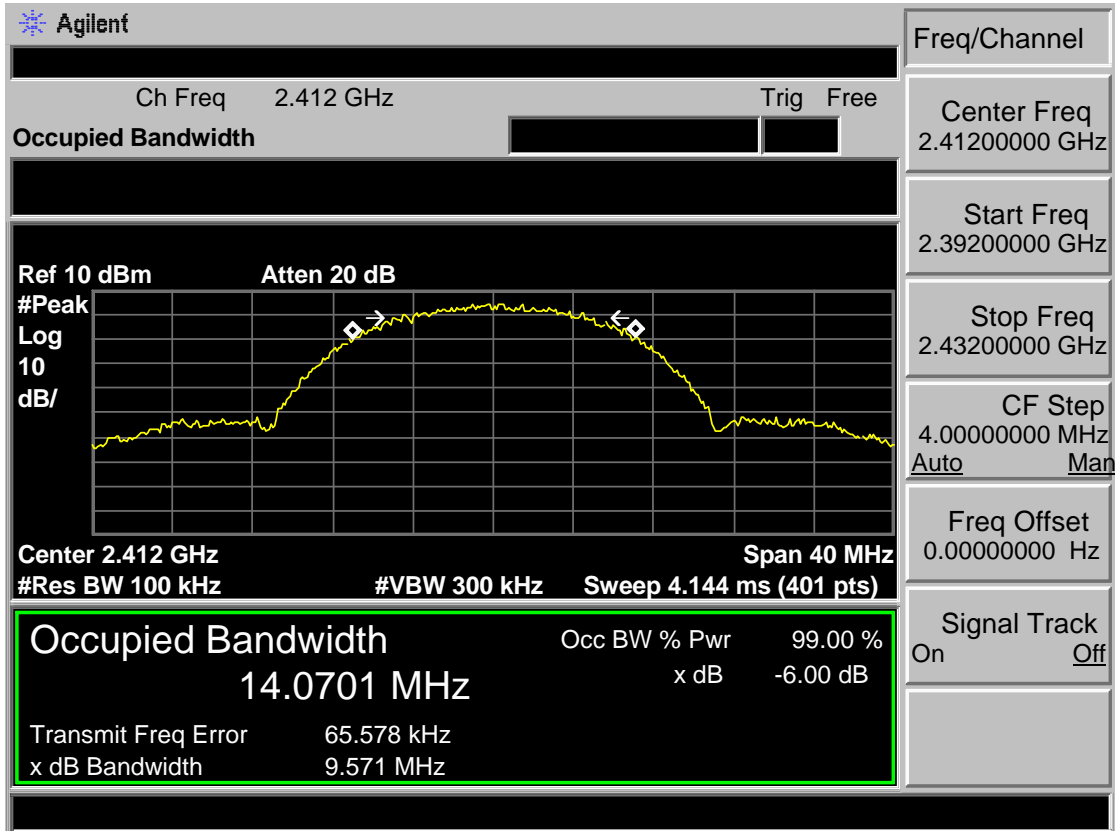 Agilent
Freq/Channel
Ch Freq 2.412 GHz Trig Free
Occupied Bandwidth
Center Freq
2.41200000 GHz
Start Freq
2.39200000 GHz
Stop Freq
2.43200000 GHz
CF Step
4.00000000 MHz
Auto Man
Freq Offset
0.00000000 Hz
Signal Track
On Off
Ref 10 dBm Atten 20 dB
#Peak
Log
10
dB/
Center 2.412 GHz Span 40 MHz
#Res BW 100 kHz #VBW 300 kHz Sweep 4.144 ms (401 pts)
Occupied Bandwidth Occ BW % Pwr 99.00 %
14.0701 MHz x dB -6.00 dB
Transmit Freq Error 65.578 kHz
x dB Bandwidth 9.571 MHz